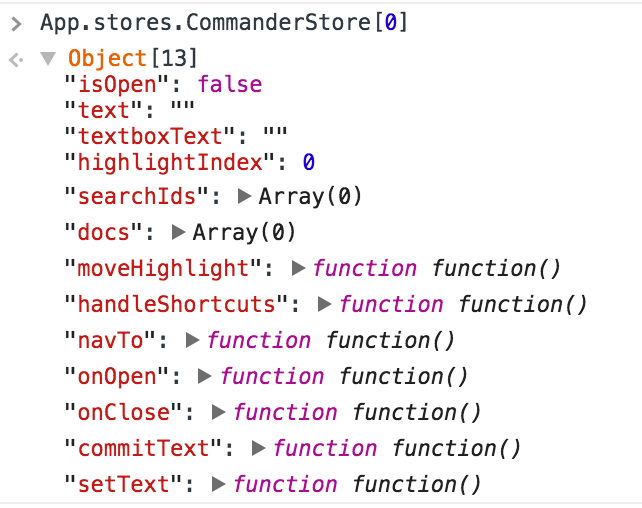 > App.stores.CommanderStore[0]
<· ▼ Object[13]
"isOpen": false
"text": ""
"textboxText": ""
"highlightIndex": 0
"searchIds": ▶ Array(0)
"docs": ▶ Array(0)
"moveHighlight": ▶ function function()
"handleShortcuts": ▶ function function()
"navTo": ▶ function function()
"onOpen": ▶ function function()
"onClose": ▶ function function()
"commitText": ▶ function function()
"setText": ▶ function function()